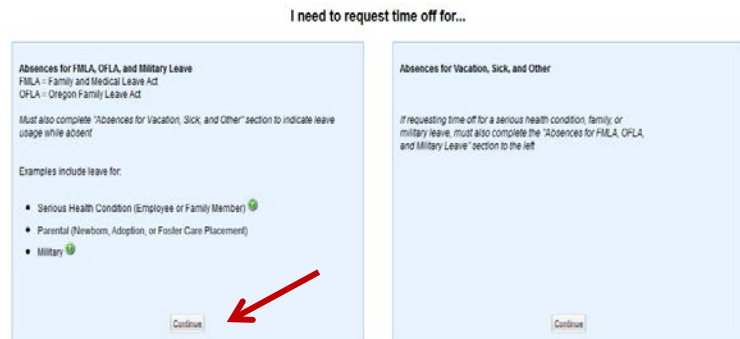 I need to request time off for...
Absences for FMLA, OFLA, and Military Leave
FMLA = Family and Medical Leave Act
OFLA = Oregon Family Leave Act
Must also complete "Absences for Vacation, Sick, and Other" section to indicate leave
usage while absent
Examples include leave for:
• Serious Health Condition (Employee or Family Member)
• Parental (Newborn, Adoption, or Foster Care Placement)
• Military
Continue
Absences for Vacation, Sick, and Other
If requesting time off for a serious health condition, family, or
military leave, must also complete the "Absences for FMLA, OFLA,
and Military Leave" section to the left
Continue